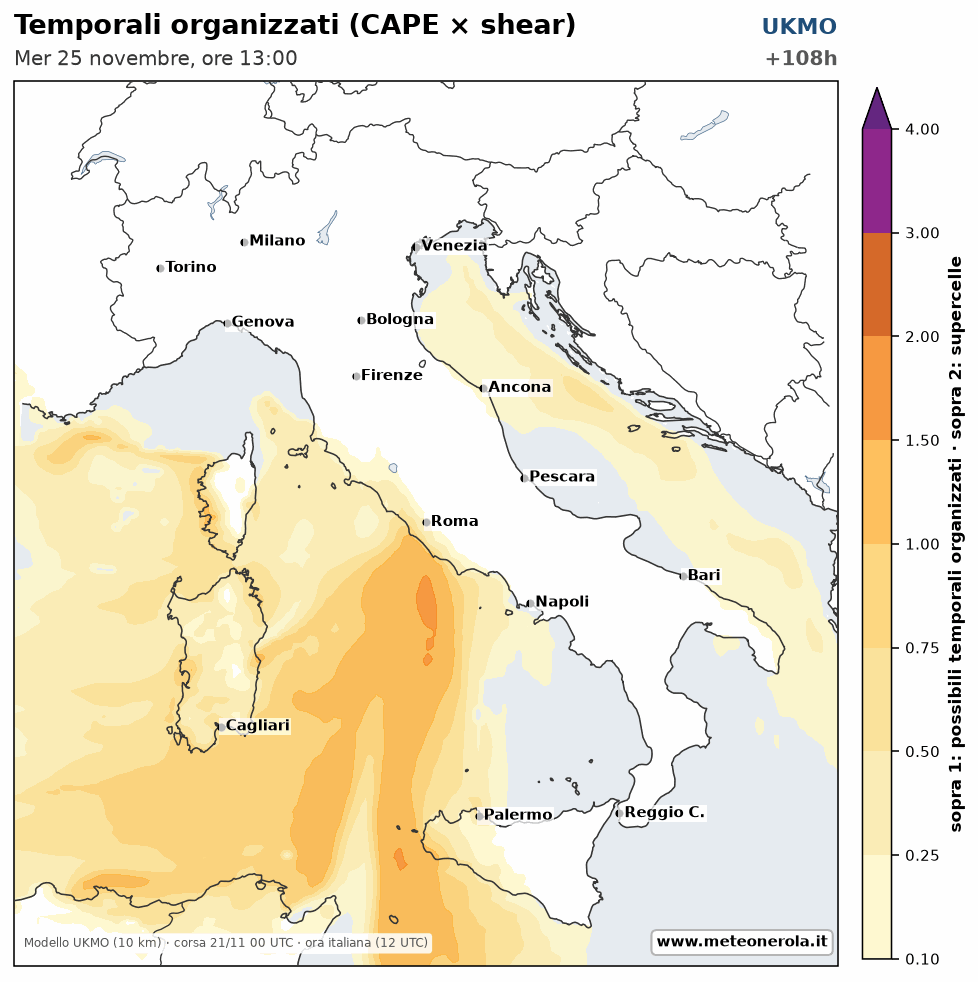 Temporali organizzati (CAPE × shear)
UKMO
Mer 25 novembre, ore 13:00
+108h
Milano
Venezia
Torino
Genova
Bologna
Firenze
Ancona
Pescara
Roma
Bari
Napoli
Cagliari
Palermo
Reggio C.
4.00
3.00
2.00
1.50
1.00
0.75
0.50
0.25
0.10
sopra 1: possibili temporali organizzati · sopra 2: supercelle
Modello UKMO (10 km) · corsa 21/11 00 UTC · ora italiana (12 UTC)
www.meteonerola.it